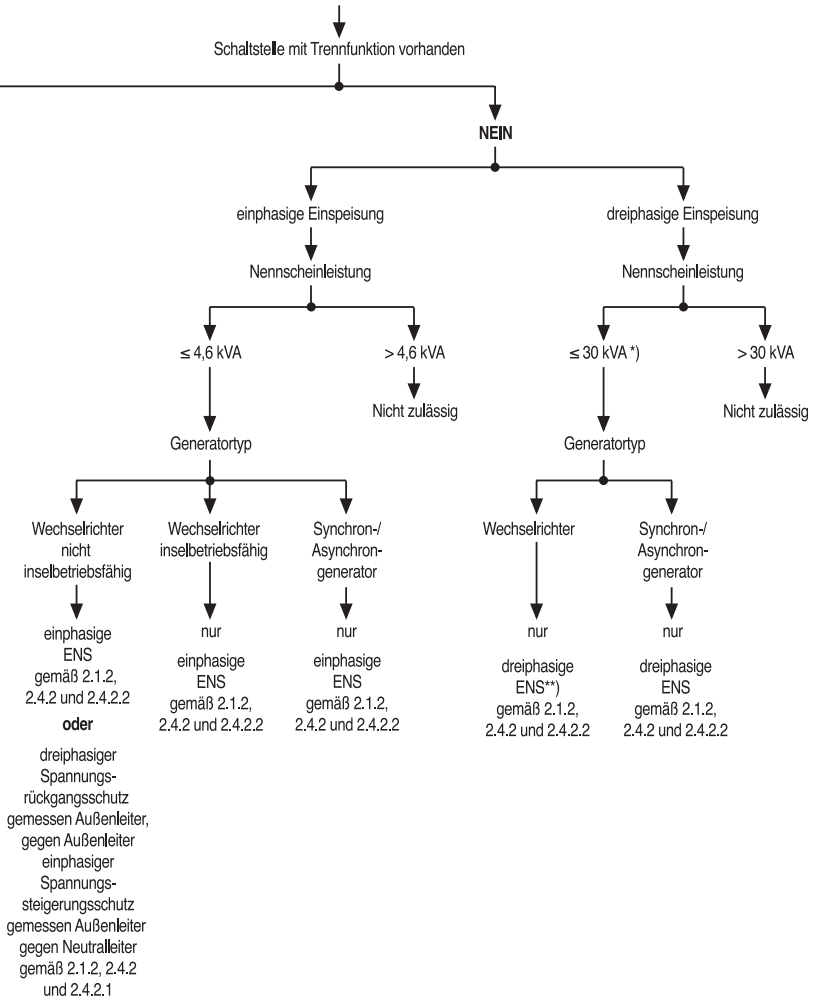 Schaltstelle mit Trennfunktion vorhanden
NEIN
einphasige Einspeisung
Nennscheinleistung
≤ 4,6 kVA
> 4,6 kVA
Nicht zulässig
Generatortyp
Wechselrichter
nicht
inselbetriebsfähig
einphasige
ENS
gemäß 2.1.2,
2.4.2 und 2.4.2.2
oder
dreiphasiger
Spannungs-
rückgangsschutz
gemessen Außenleiter,
gegen Außenleiter
einphasiger
Spannungs-
steigerungsschutz
gemessen Außenleiter
gegen Neutralleiter
gemäß 2.1.2, 2.4.2
und 2.4.2.1
Wechselrichter
inselbetriebsfähig
nur
einphasige
ENS
gemäß 2.1.2,
2.4.2 und 2.4.2.2
Synchron-/
Asynchron-
generator
nur
einphasige
ENS
gemäß 2.1.2,
2.4.2 und 2.4.2.2
dreiphasige Einspeisung
Nennscheinleistung
≤ 30 kVA *)
> 30 kVA
Nicht zulässig
Generatortyp
Wechselrichter
nur
dreiphasige
ENS**)
gemäß 2.1.2,
2.4.2 und 2.4.2.2
Synchron-/
Asynchron-
generator
nur
dreiphasige
ENS
gemäß 2.1.2,
2.4.2 und 2.4.2.2